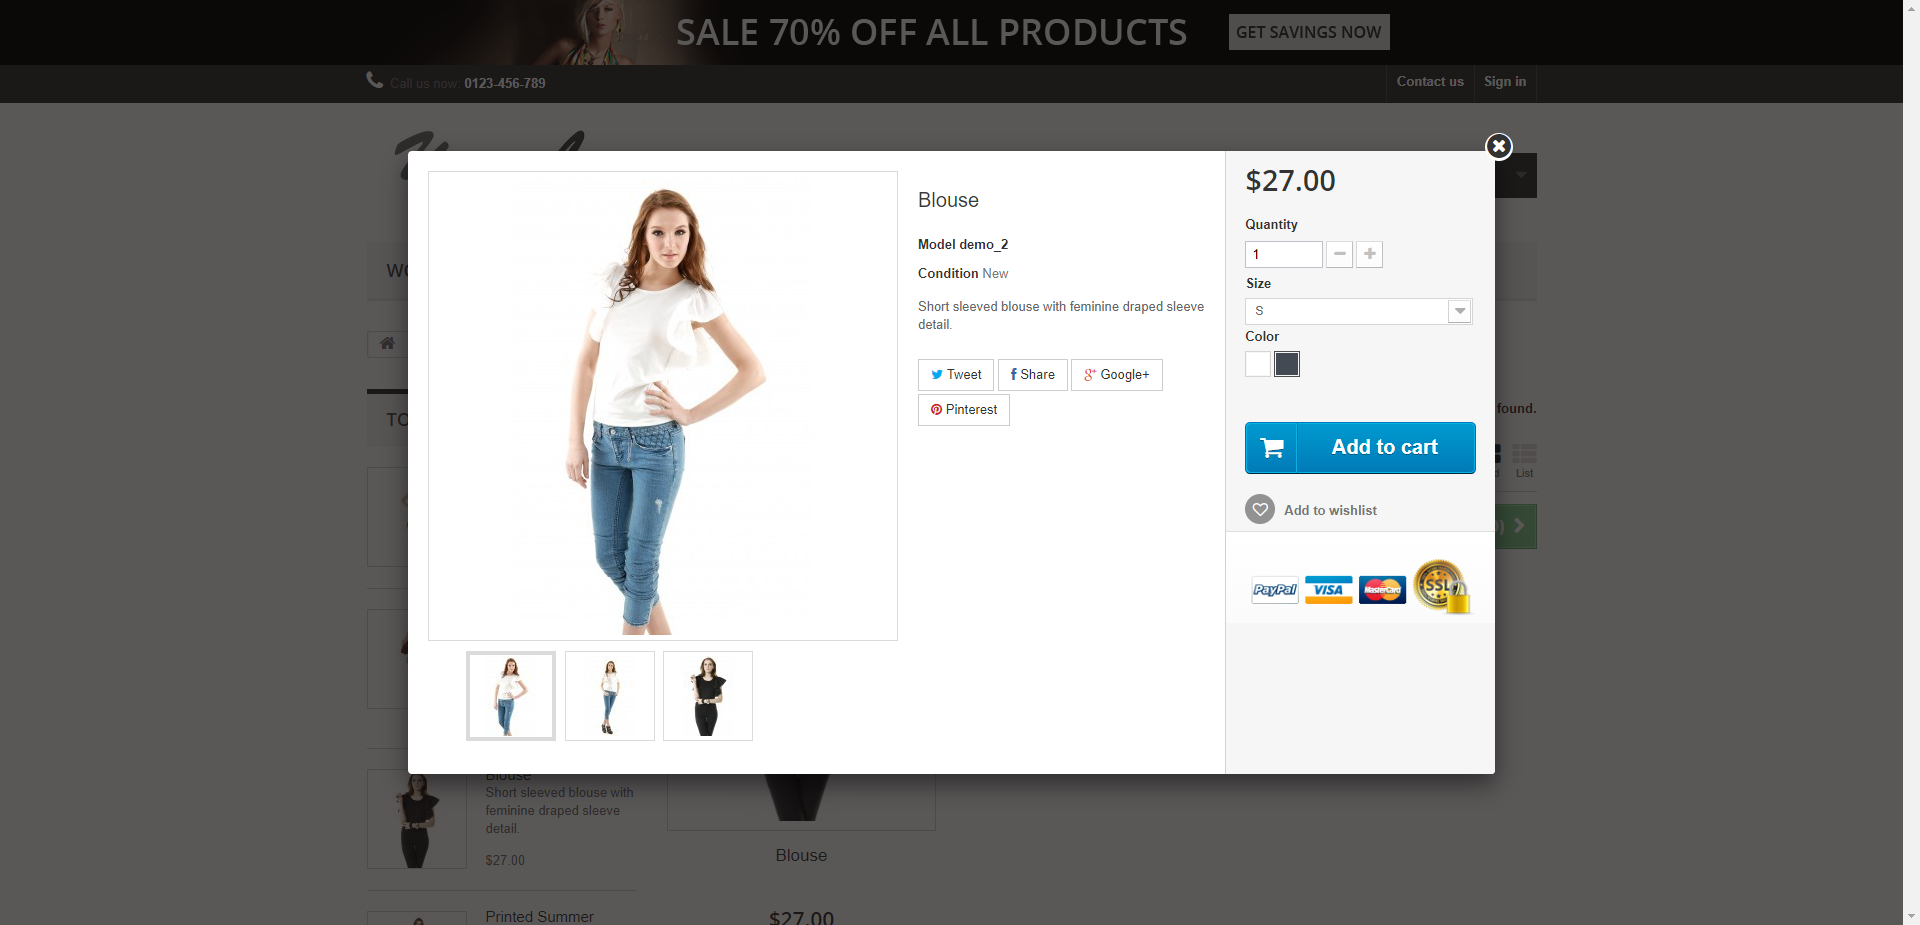 SALE 70% OFF ALL PRODUCTS
GET SAVINGS NOW
Call us now: 0123-456-789
Contact us
Sign in
$27.00
Blouse
Quantity
Model demo_2
1
Condition New
Size
Short sleeved blouse with feminine draped sleeve
detail.
S
Color
Tweet
Share
Google+
Pinterest
TO
found.
Add to cart
List
Add to wishlist
PayPal
VISA
MasterCard
SSL
Blouse
Short sleeved blouse with
feminine draped sleeve
detail.
$27.00
Blouse
Printed Summer
$27.00